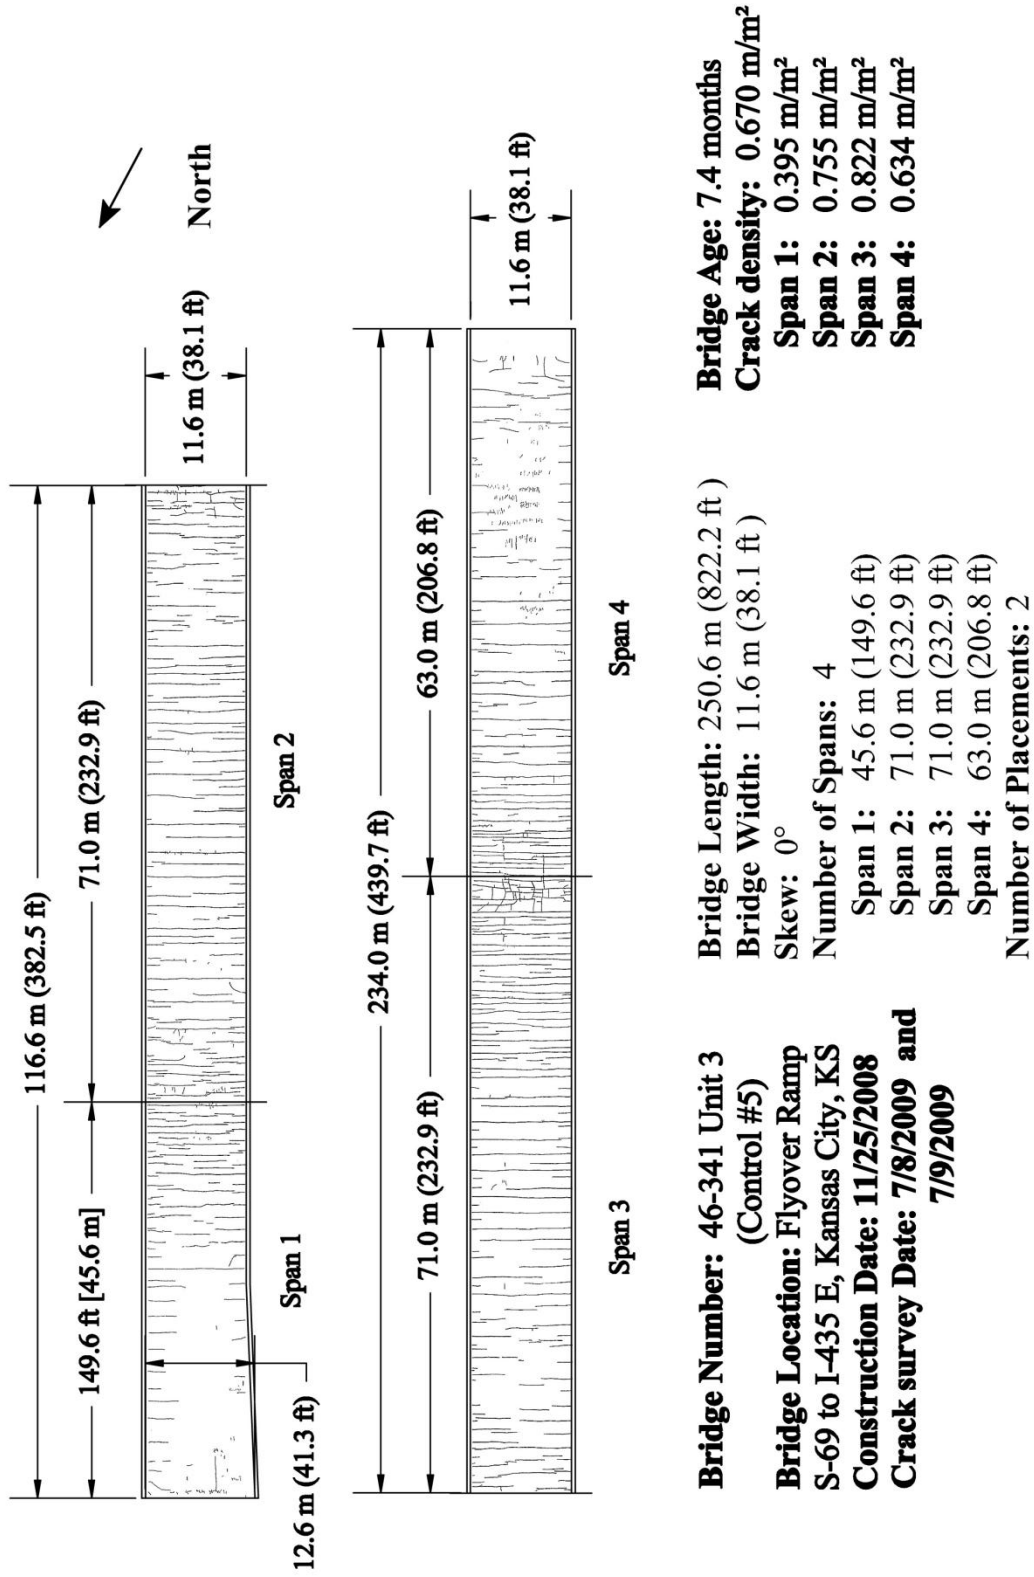 116.6 m (382.5 ft)
149.6 ft [45.6 m]
71.0 m (232.9 ft)
11.6 m (38.1 ft)
North
12.6 m (41.3 ft)
Span 1
Span 2
234.0 m (439.7 ft)
71.0 m (232.9 ft)
63.0 m (206.8 ft)
11.6 m (38.1 ft)
Span 3
Span 4
Bridge Number: 46-341 Unit 3
(Control #5)
Bridge Location: Flyover Ramp
S-69 to I-435 E, Kansas City, KS
Construction Date: 11/25/2008
Crack survey Date: 7/8/2009 and
7/9/2009
Bridge Length: 250.6 m (822.2 ft )
Bridge Width: 11.6 m (38.1 ft )
Skew: 0°
Number of Spans: 4
Span 1: 45.6 m (149.6 ft)
Span 2: 71.0 m (232.9 ft)
Span 3: 71.0 m (232.9 ft)
Span 4: 63.0 m (206.8 ft)
Number of Placements: 2
Bridge Age: 7.4 months
Crack density: 0.670 m/m²
Span 1: 0.395 m/m²
Span 2: 0.755 m/m²
Span 3: 0.822 m/m²
Span 4: 0.634 m/m²